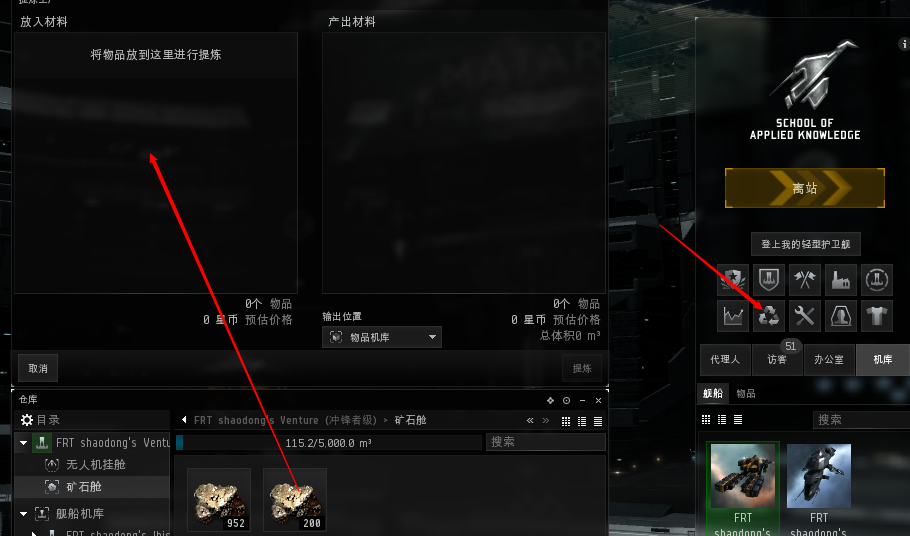 放入材料
产出材料
将物品放到这里进行提炼
0个 物品
0 星币 预估价格
输出位置
物品机库
0个 物品
0 星币 预估价格
总体积0 m³
取消
提炼
仓库
目录
FRT shaodong's Ventu
无人机挂舱
矿石舱
舰船机库
FRT shaodong's Ibis
FRT shaodong's Venture (冲锋者级) > 矿石舱
115.2/5,000.0 m³
搜索
952
200
SCHOOL OF
APPLIED KNOWLEDGE
离站
登上我的轻型护卫舰
51
代理人
访客
办公室
机库
舰船
物品
搜索
FRT
shaodong's
FRT
shaodong's